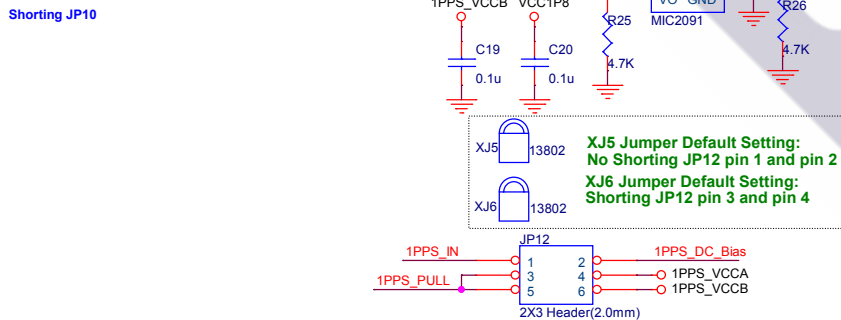 1PPS_VCCB VCC1P8
VO GND
Shorting JP10
R25
MIC2091
R26
C19
C20
4.7K
4.7K
0.1u
0.1u
XJ5
13802
XJ5 Jumper Default Setting:
No Shorting JP12 pin 1 and pin 2
XJ6 Jumper Default Setting:
Shorting JP12 pin 3 and pin 4
XJ6
13802
JP12
1PPS_IN
1
2
1PPS_DC_Bias
3
4
1PPS_VCCA
1PPS_PULL
5
6
1PPS_VCCB
2X3 Header(2.0mm)